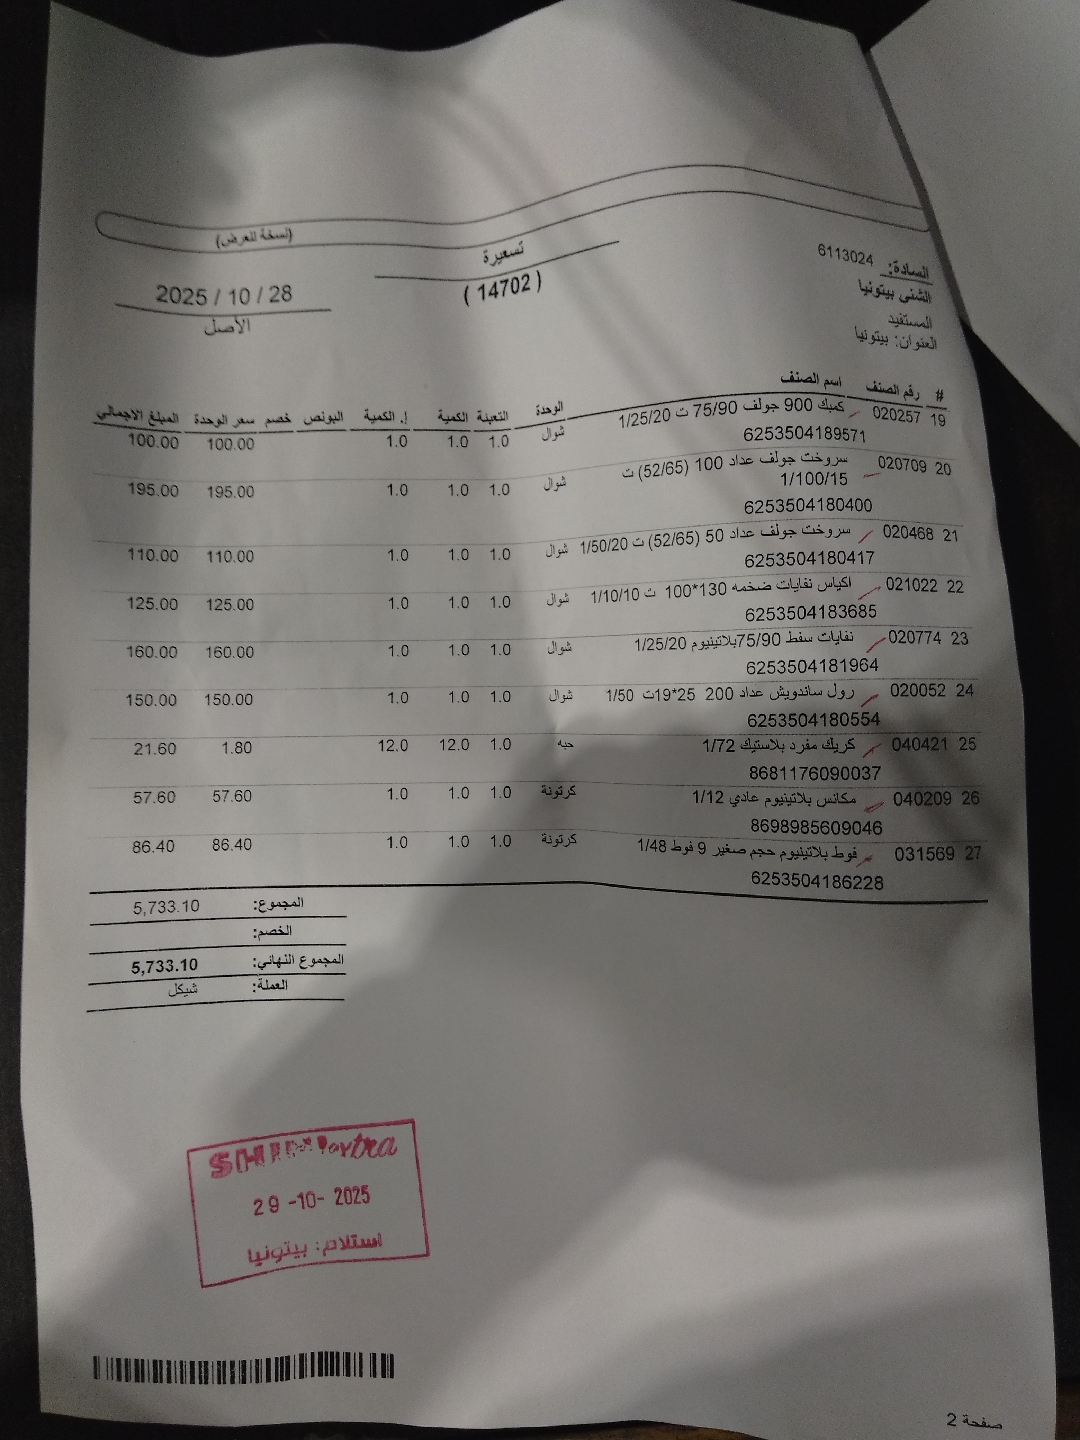 (نسخة للعرض)
السادة: 6113024
تسعيرة
2025 / 10 / 28
الشني بيتونيا
( 14702 )
الأصل
المستفيد
العنوان: بيتونيا
# رقم الصنف اسم الصنف الوحدة التعبئة الكمية إ. الكمية البونص خصم سعر الوحدة المبلغ الاجمالي
19 020257 كمبك 900 جولف 75/90 ت 1/25/20 شوال 1.0 1.0 1.0 100.00 100.00
6253504189571
20 020709 سروخت جولف عداد 100 (52/65) ت شوال 1.0 1.0 1.0 195.00 195.00
1/100/15
6253504180400
21 020468 سروخت جولف عداد 50 (52/65) ت 1/50/20 شوال 1.0 1.0 1.0 110.00 110.00
6253504180417
22 021022 اكياس نفايات ضخمه 130*100 ت 1/10/10 شوال 1.0 1.0 1.0 125.00 125.00
6253504183685
23 020774 نفايات سفط 75/90بلاتينيوم 1/25/20 شوال 1.0 1.0 1.0 160.00 160.00
6253504181964
24 020052 رول ساندويش عداد 200 25*19ت 1/50 شوال 1.0 1.0 1.0 150.00 150.00
6253504180554
25 040421 كريك مفرد بلاستيك 1/72 حبه 1.0 12.0 12.0 1.80 21.60
8681176090037
26 040209 مكانس بلاتينيوم عادي 1/12 كرتونة 1.0 1.0 1.0 57.60 57.60
8698985609046
27 031569 فوط بلاتينيوم حجم صغير 9 فوط 1/48 كرتونة 1.0 1.0 1.0 86.40 86.40
6253504186228
المجموع: 5,733.10
الخصم:
المجموع النهائي: 5,733.10
العملة: شيكل
29 -10- 2025
استلام: بيتونيا
صفحة 2